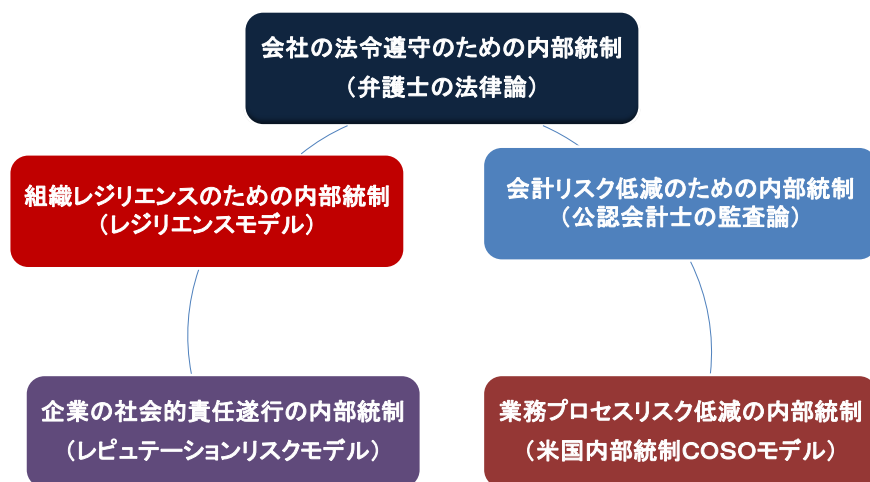 会社の法令遵守のための内部統制
（弁護士の法律論）
組織レジリエンスのための内部統制
（レジリエンスモデル）
会計リスク低減のための内部統制
（公認会計士の監査論）
企業の社会的責任遂行の内部統制
（レピュテーションリスクモデル）
業務プロセスリスク低減の内部統制
（米国内部統制COSOモデル）